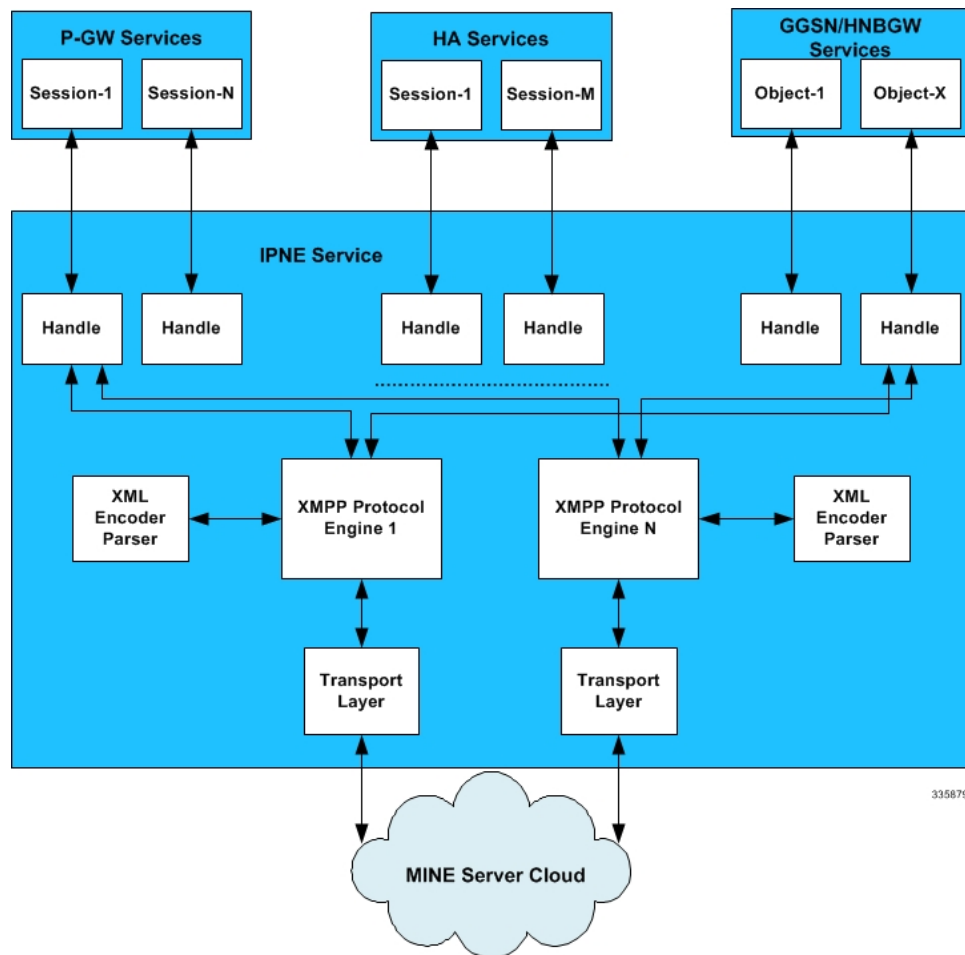 P-GW Services
HA Services
GGSN/HNBGW
Services
Session-1
Session-N
Session-1
Session-M
Object-1
Object-X
IPNE Service
Handle
Handle
Handle
Handle
Handle
Handle
XML
Encoder
Parser
XMPP Protocol
Engine 1
XMPP Protocol
Engine N
XML
Encoder
Parser
Transport
Layer
Transport
Layer
335879
MINE Server Cloud